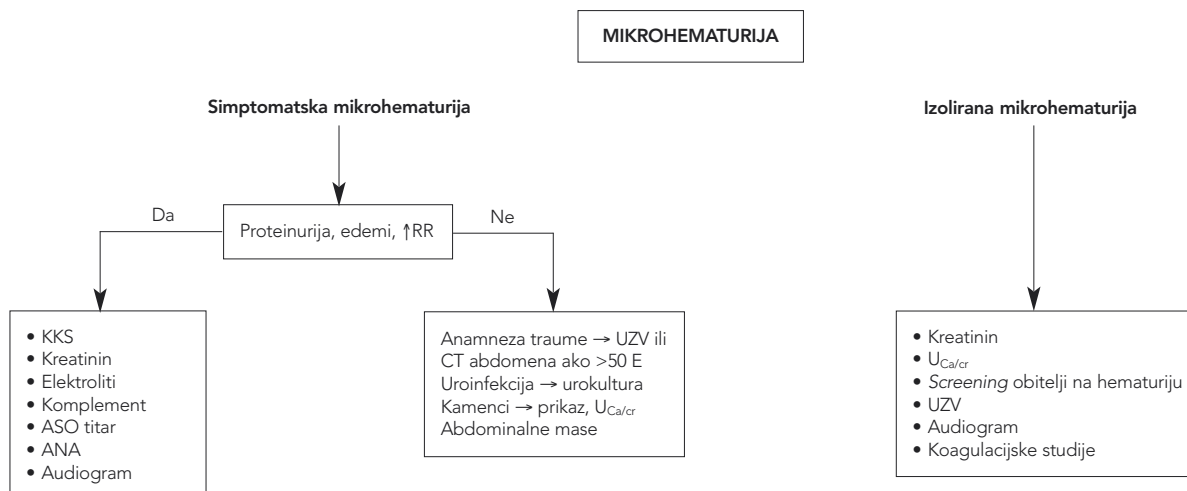 MIKROHEMATURIJA
Simptomatska mikrohematurija
Izolirana mikrohematurija
Da
Proteinurija, edemi, ↑RR
Ne
• KKS
• Kreatinin
• Elektroliti
• Komplement
• ASO titar
• ANA
• Audiogram
Anamneza traume → UZV ili
CT abdomena ako >50 E
Uroinfekcija → urokultura
Kamenci → prikaz, U_Ca/cr
Abdominalne mase
• Kreatinin
• U_Ca/cr
• Screening obitelji na hematuriju
• UZV
• Audiogram
• Koagulacijske studije